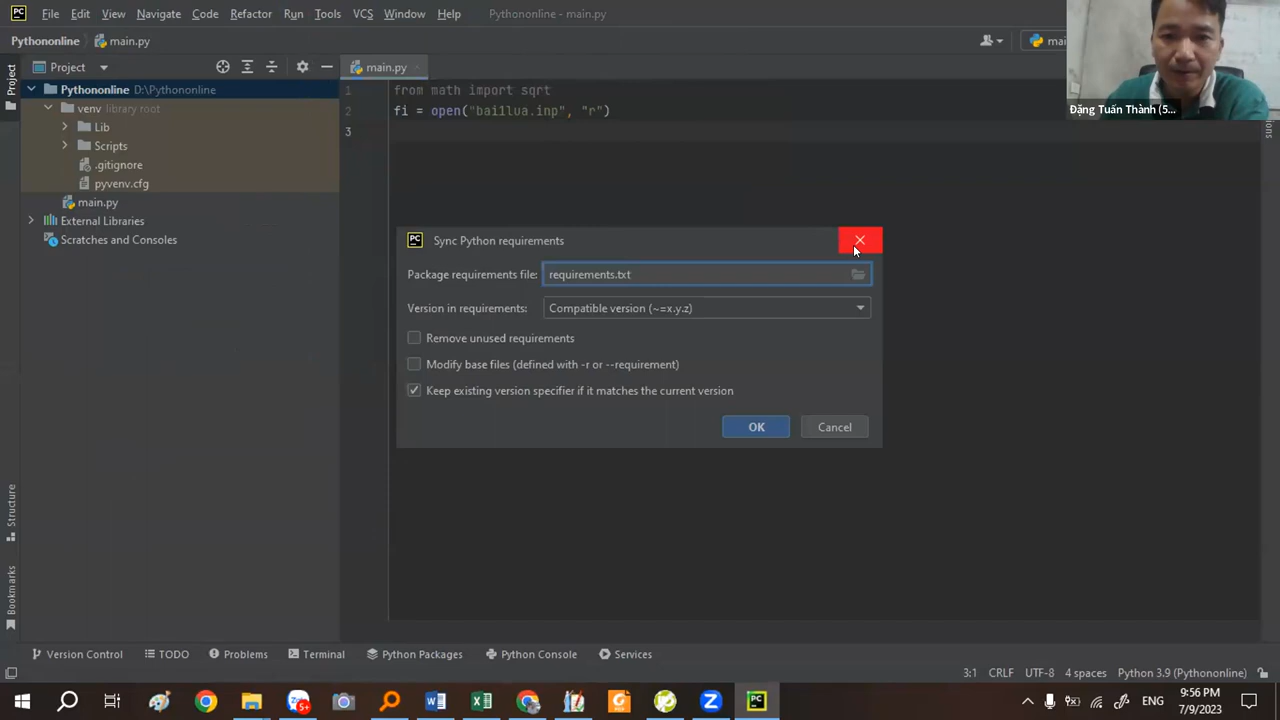 PC File Edit View Navigate Code Refactor Run Tools VCS Window Help Pythononline - main.py
Pythononline main.py
Project
Project
main.py
Pythononline D:\Pythononline
venv library root
Lib
Scripts
.gitignore
pyvenv.cfg
main.py
External Libraries
Scratches and Consoles
1 from math import sqrt
2 fi = open("bai1lua.inp", "r")
3
Đặng Tuấn Thành (5...
PC Sync Python requirements
Package requirements file: requirements.txt
Version in requirements: Compatible version (~=x.y.z)
Remove unused requirements
Modify base files (defined with -r or --requirement)
Keep existing version specifier if it matches the current version
OK Cancel
Structure
Bookmarks
Version Control TODO Problems Terminal Python Packages Python Console Services
3:1 CRLF UTF-8 4 spaces Python 3.9 (Pythononline)
ENG
9:56 PM
7/9/2023